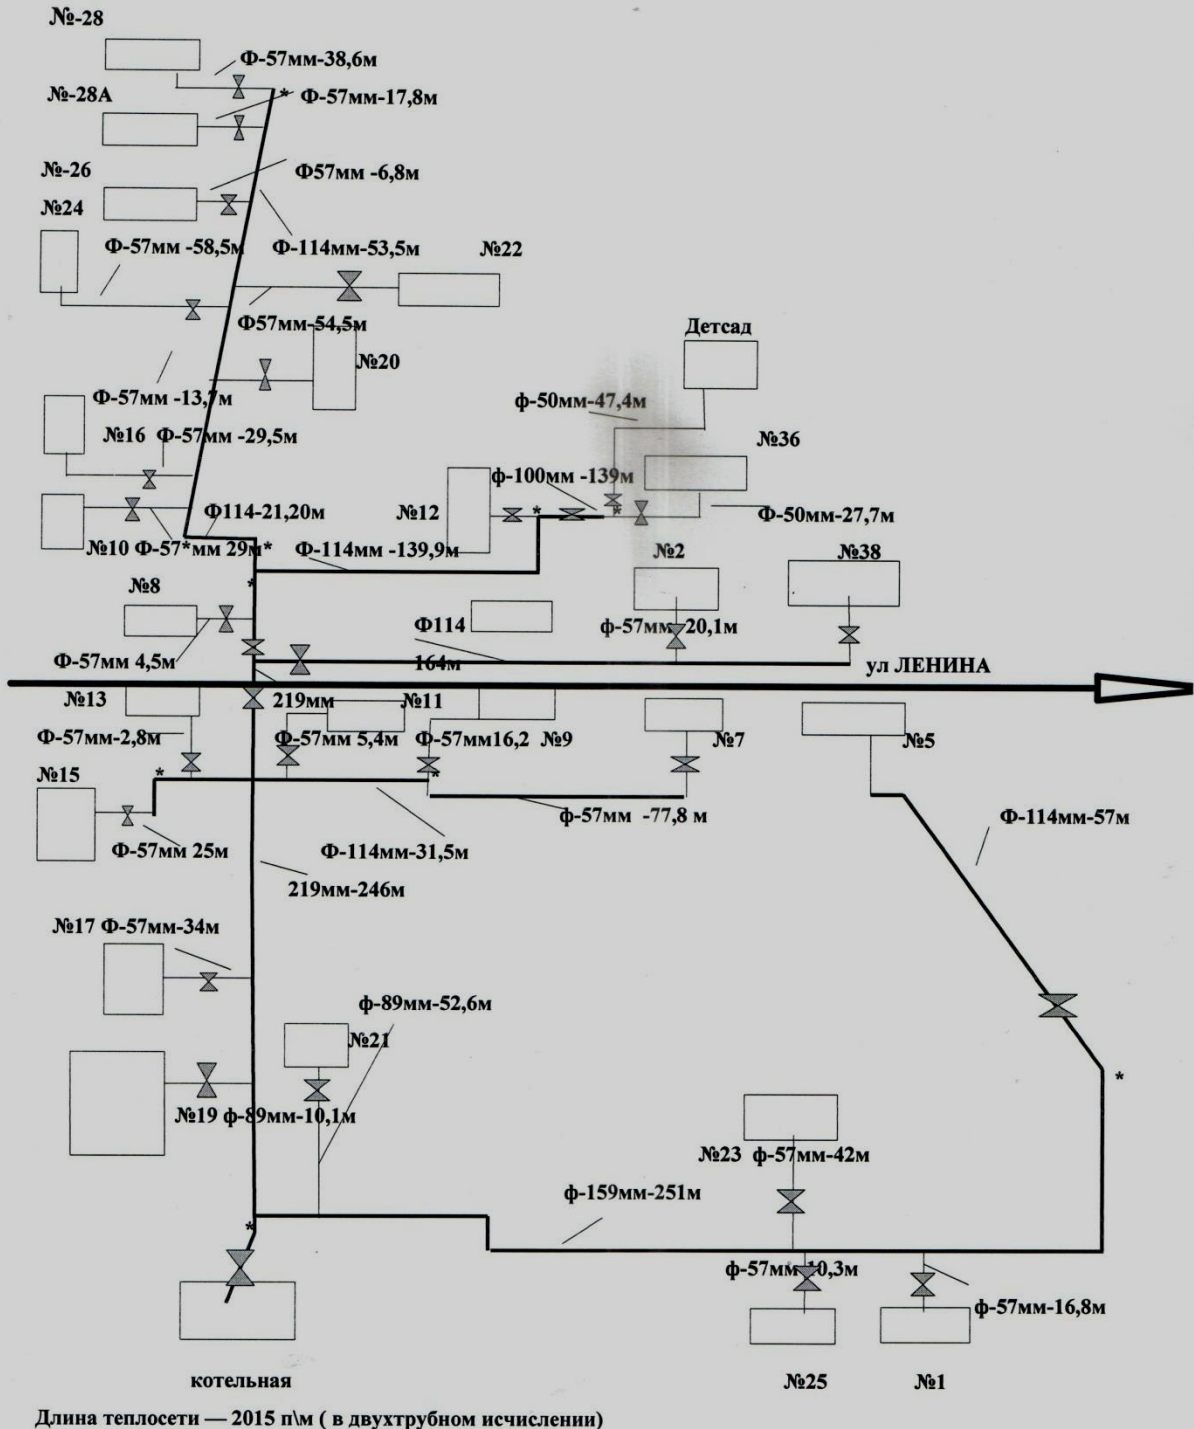 №-28
Ф-57мм-38,6м
№-28А
Ф-57мм-17,8м
№-26
Ф57мм -6,8м
№24
Ф-57мм -58,5м
Ф-114мм-53,5м
№22
Ф57мм-54,5м
№20
Детсад
Ф-57мм -13,7м
ф-50мм-47,4м
№16 Ф-57мм -29,5м
№36
ф-100мм -139м
Ф114-21,20м
№12
Ф-50мм-27,7м
№10 Ф-57*мм 29м*
Ф-114мм -139,9м
№2
№38
№8
Ф114
ф-57мм -20,1м
Ф-57мм 4,5м
164м
ул ЛЕНИНА
№13
219мм
№11
Ф-57мм-2,8м
Ф-57мм 5,4м
Ф-57мм16,2
№9
№7
№5
№15
ф-57мм -77,8 м
Ф-114мм-57м
Ф-57мм 25м
Ф-114мм-31,5м
219мм-246м
№17 Ф-57мм-34м
ф-89мм-52,6м
№21
№19 ф-89мм-10,1м
№23 ф-57мм-42м
ф-159мм-251м
ф-57мм-10,3м
ф-57мм-16,8м
котельная
№25
№1
Длина теплосети — 2015 п\м ( в двухтрубном исчислении)